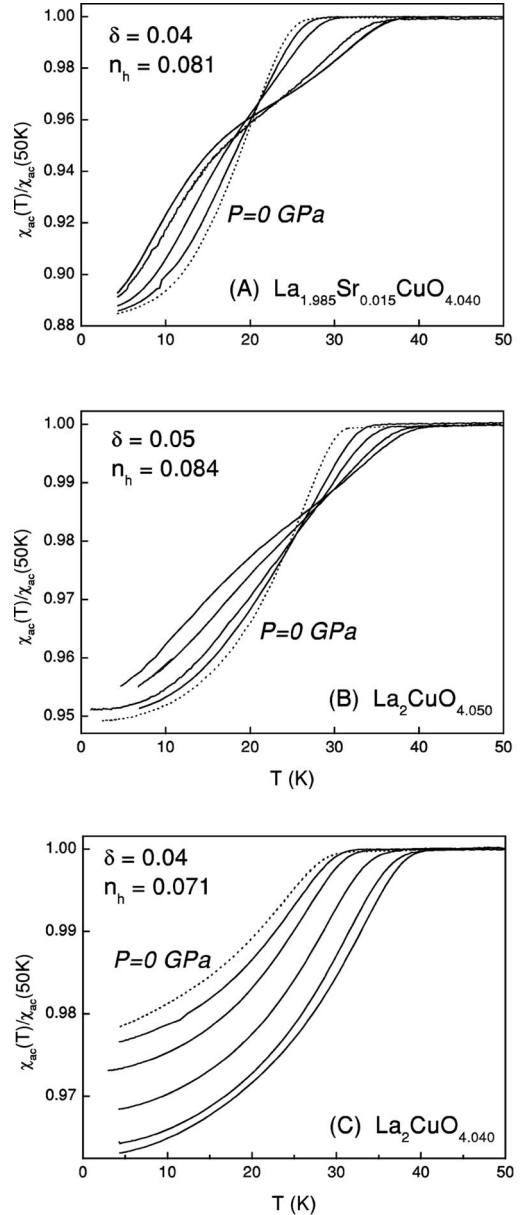 1.00
0.98
0.96
0.94
0.92
0.90
0.88
χac(T)/χac(50K)
δ = 0.04
nh = 0.081
P=0 GPa
(A) La1.985Sr0.015CuO4.040
0 10 20 30 40 50
1.00
0.99
0.98
0.97
0.96
0.95
χac(T)/χac(50K)
δ = 0.05
nh = 0.084
P=0 GPa
(B) La2CuO4.050
0 10 20 30 40 50
T (K)
1.00
0.99
0.98
0.97
χac(T)/χac(50K)
δ = 0.04
nh = 0.071
P=0 GPa
(C) La2CuO4.040
0 10 20 30 40 50
T (K)